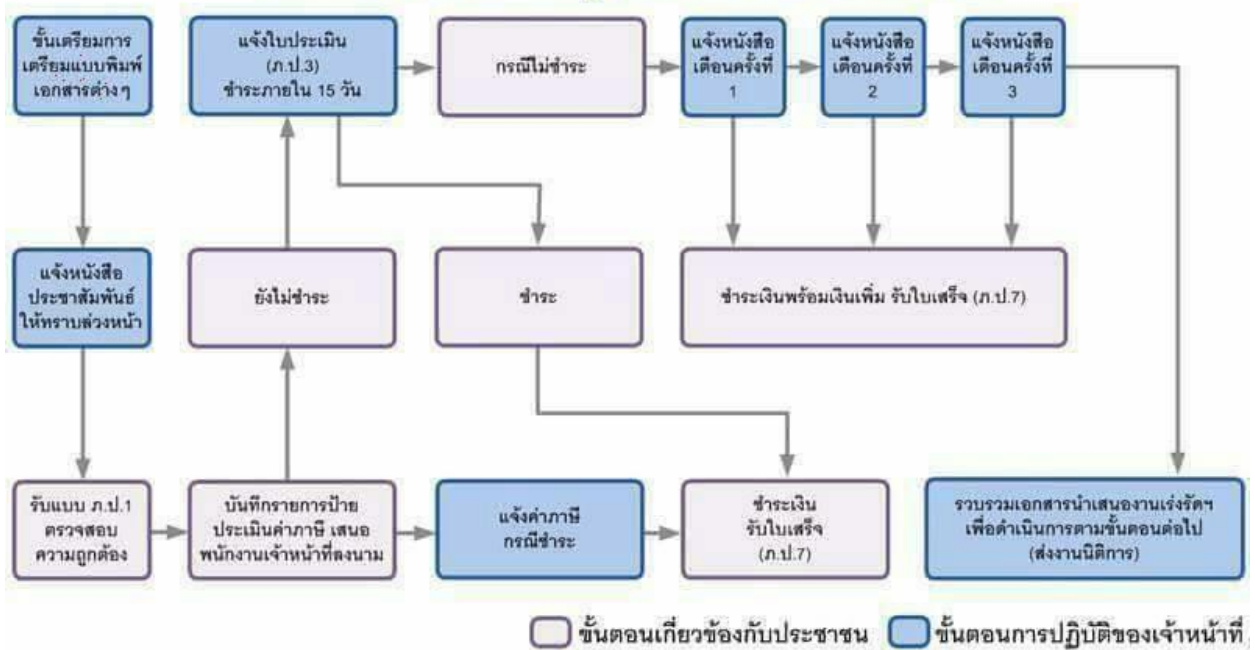 ขั้นเตรียมการ
เตรียมแบบพิมพ์
เอกสารต่างๆ
แจ้งใบประเมิน
(ภ.ป.3)
ชำระภายใน 15 วัน
กรณีไม่ชำระ
แจ้งหนังสือ
เตือนครั้งที่
1
แจ้งหนังสือ
เตือนครั้งที่
2
แจ้งหนังสือ
เตือนครั้งที่
3
แจ้งหนังสือ
ประชาสัมพันธ์
ให้ทราบล่วงหน้า
ยังไม่ชำระ
ชำระ
ชำระเงินพร้อมเงินเพิ่ม รับใบเสร็จ (ภ.ป.7)
รับแบบ ภ.ป.1
ตรวจสอบ
ความถูกต้อง
บันทึกรายการป้าย
ประเมินค่าภาษี เสนอ
พนักงานเจ้าหน้าที่ลงนาม
แจ้งค่าภาษี
กรณีชำระ
ชำระเงิน
รับใบเสร็จ
(ภ.ป.7)
รวบรวมเอกสารนำเสนองานเร่งรัดฯ
เพื่อดำเนินการตามขั้นตอนต่อไป
(ส่งงานนิติการ)
ขั้นตอนเกี่ยวข้องกับประชาชน
ขั้นตอนการปฏิบัติของเจ้าหน้าที่